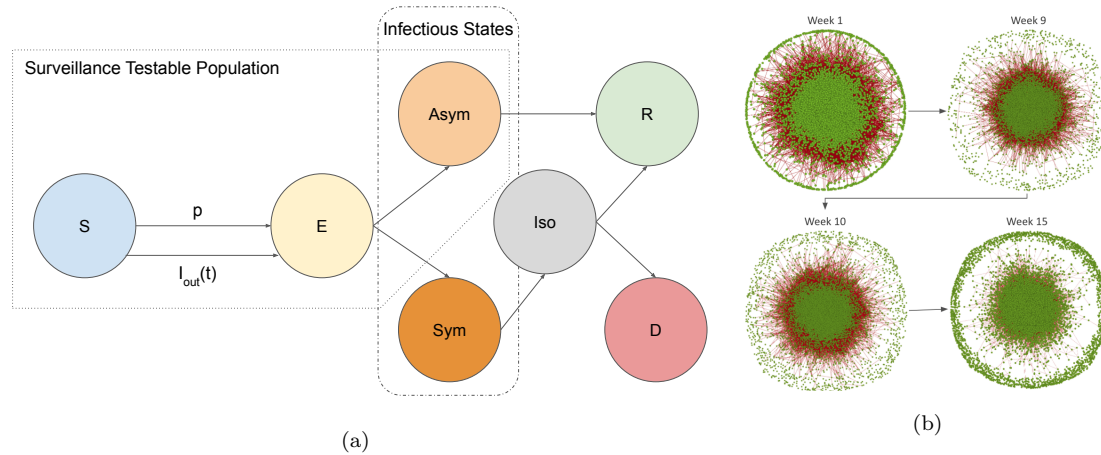 Infectious States
Surveillance Testable Population
Asym
R
S
p
I_out(t)
E
Iso
Sym
D
(a)
Week 1
Week 9
Week 10
Week 15
(b)